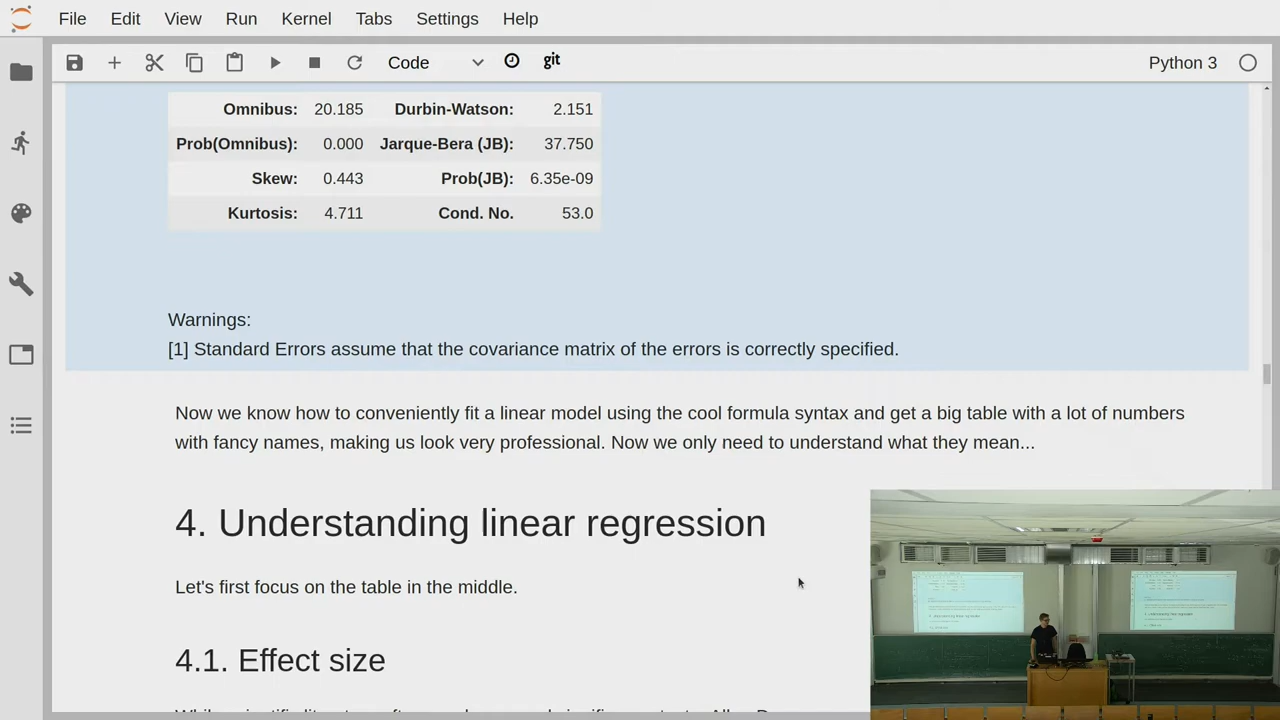 File Edit View Run Kernel Tabs Settings Help
Code git Python 3
Omnibus: 20.185 Durbin-Watson: 2.151
Prob(Omnibus): 0.000 Jarque-Bera (JB): 37.750
Skew: 0.443 Prob(JB): 6.35e-09
Kurtosis: 4.711 Cond. No. 53.0
Warnings:
[1] Standard Errors assume that the covariance matrix of the errors is correctly specified.
Now we know how to conveniently fit a linear model using the cool formula syntax and get a big table with a lot of numbers
with fancy names, making us look very professional. Now we only need to understand what they mean...
4. Understanding linear regression
Let's first focus on the table in the middle.
4.1. Effect size